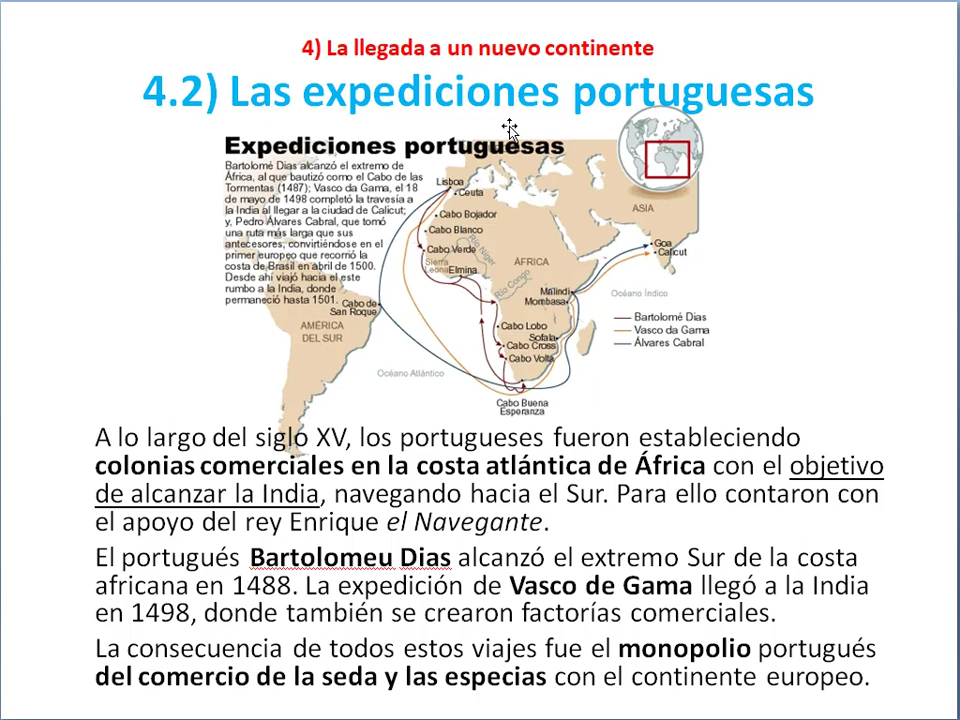 4) La llegada a un nuevo continente
4.2) Las expediciones portuguesas
Expediciones portuguesas
Bartolomé Dias alcanzó el extremo de
África, al que bautizó como el Cabo de las
Tormentas (1487); Vasco da Gama, el 18
de mayo de 1498 completó la travesía a
la India al llegar a la ciudad de Calicut;
y, Pedro Álvares Cabral, que tomó
una ruta más larga que sus
antecesores, convirtiéndose en el
primer europeo que recorrió la
costa de Brasil en abril de 1500.
Desde ahí viajó hacia el este
rumbo a la India, donde
permaneció hasta 1501.
Lisboa
Ceuta
Cabo Bojador
Cabo Blanco
Cabo Verde
Sierra
Leona
Elmina
Río Níger
ÁFRICA
Río Congo
ASIA
Goa
Calicut
Malindi
Mombasa
Océano Índico
Cabo de
San Roque
AMÉRICA
DEL SUR
Océano Atlántico
Cabo Lobo
Sofala
Cabo Cross
Cabo Volta
Cabo Buena
Esperanza
Bartolomé Dias
Vasco da Gama
Álvares Cabral
A lo largo del siglo XV, los portugueses fueron estableciendo
colonias comerciales en la costa atlántica de África con el objetivo
de alcanzar la India, navegando hacia el Sur. Para ello contaron con
el apoyo del rey Enrique el Navegante.
El portugués Bartolomeu Dias alcanzó el extremo Sur de la costa
africana en 1488. La expedición de Vasco de Gama llegó a la India
en 1498, donde también se crearon factorías comerciales.
La consecuencia de todos estos viajes fue el monopolio portugués
del comercio de la seda y las especias con el continente europeo.